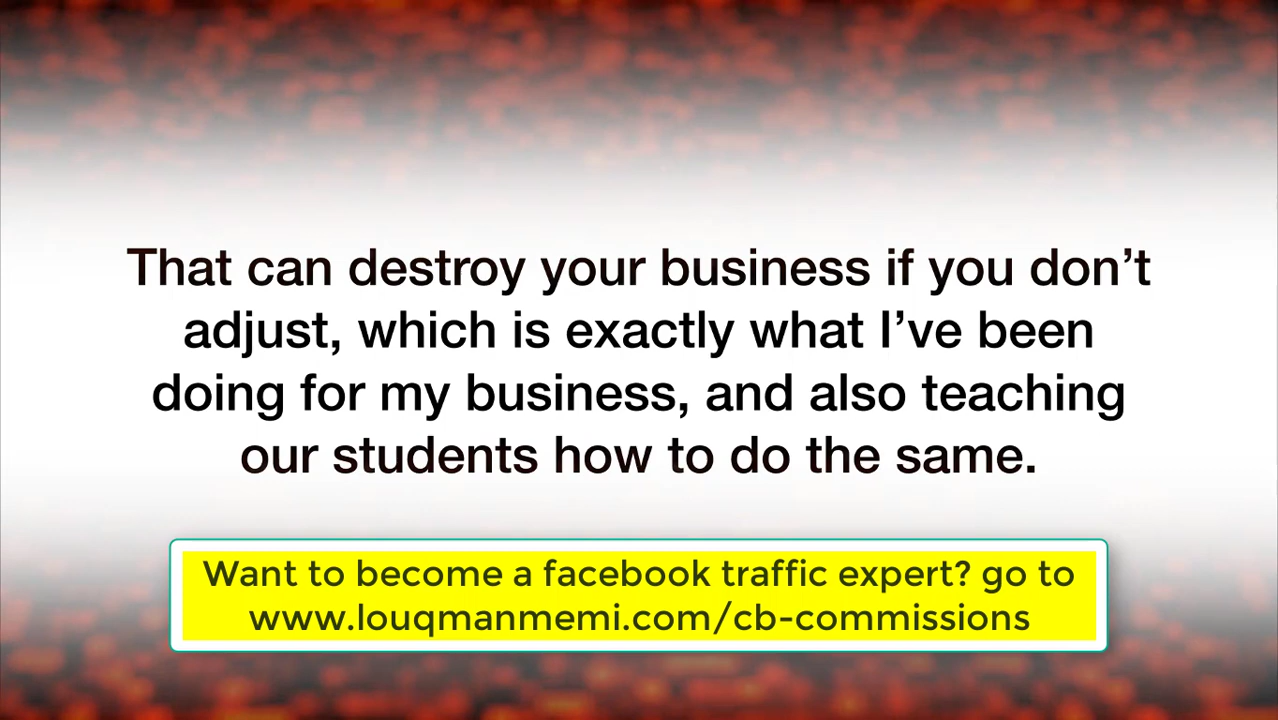 That can destroy your business if you don’t
adjust, which is exactly what I’ve been
doing for my business, and also teaching
our students how to do the same.
Want to become a facebook traffic expert? go to
www.louqmanmemi.com/cb-commissions